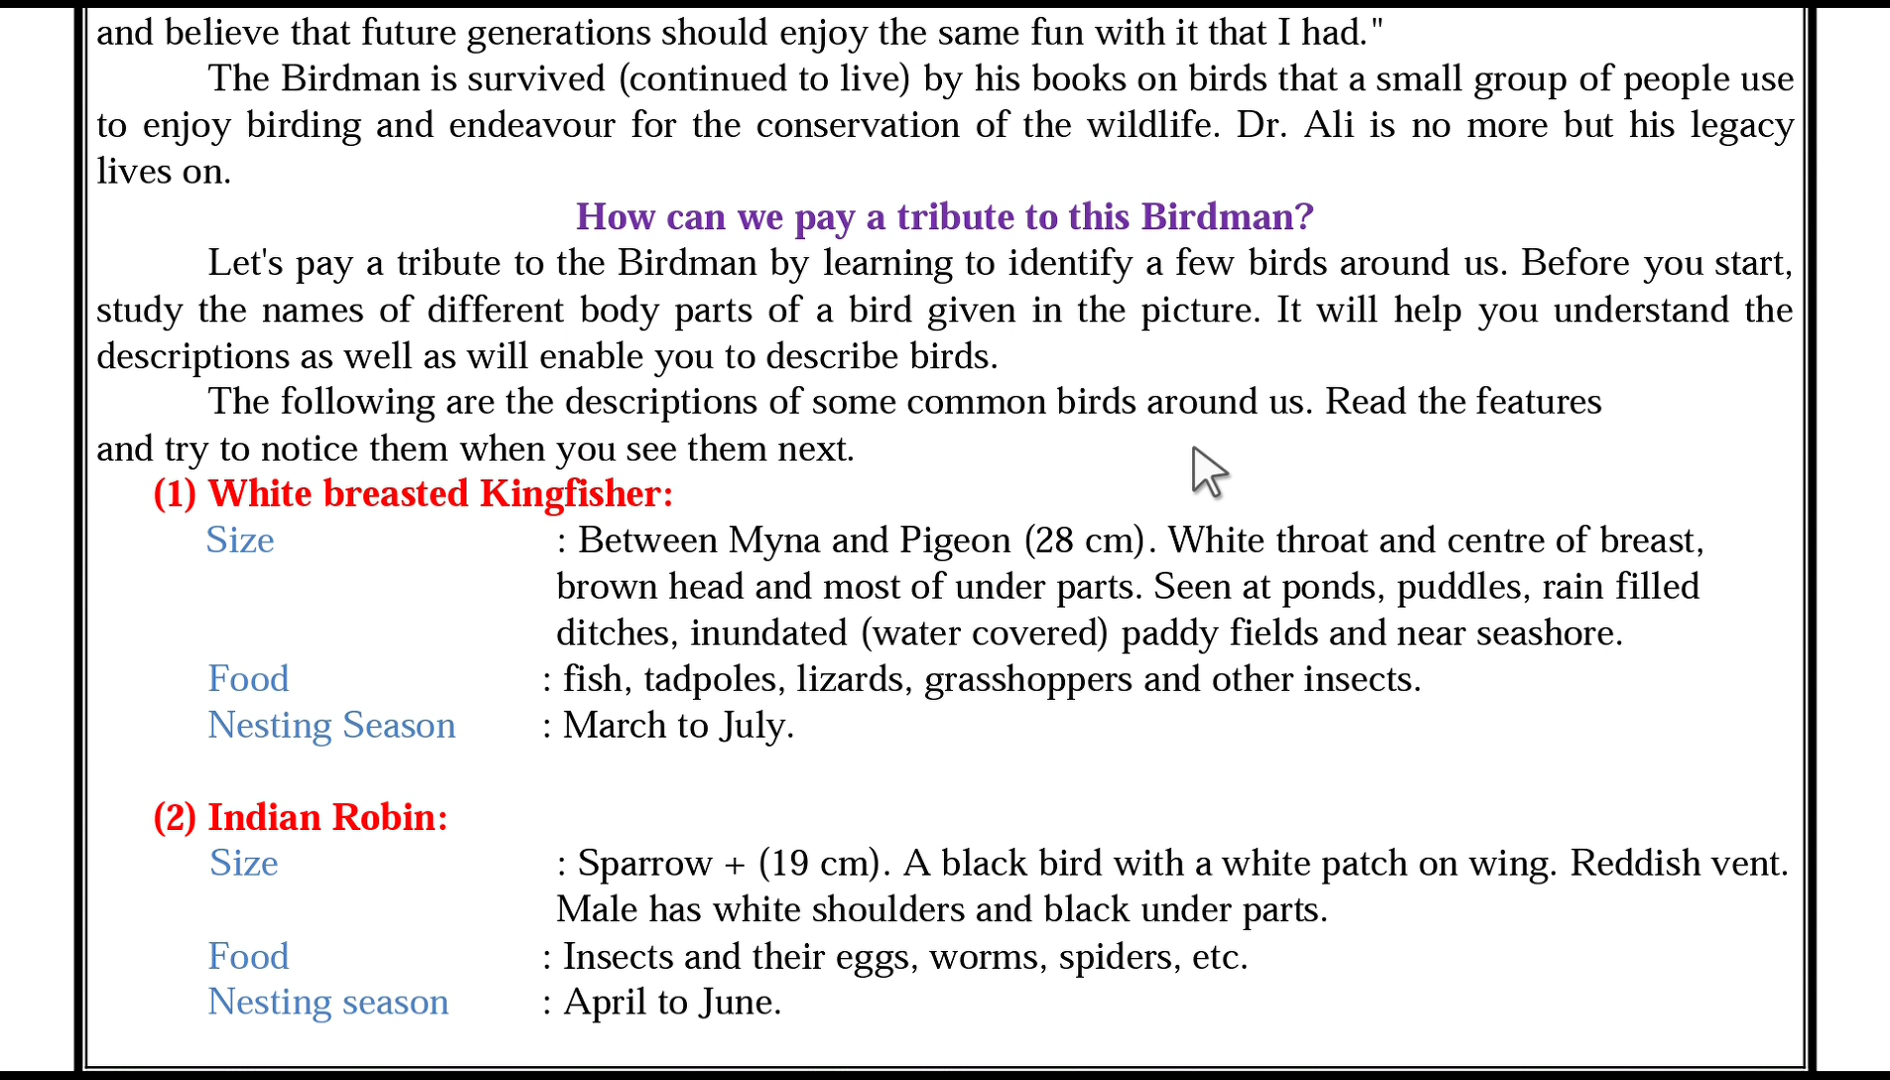 and believe that future generations should enjoy the same fun with it that I had."
The Birdman is survived (continued to live) by his books on birds that a small group of people use
to enjoy birding and endeavour for the conservation of the wildlife. Dr. Ali is no more but his legacy
lives on.
How can we pay a tribute to this Birdman?
Let's pay a tribute to the Birdman by learning to identify a few birds around us. Before you start,
study the names of different body parts of a bird given in the picture. It will help you understand the
descriptions as well as will enable you to describe birds.
The following are the descriptions of some common birds around us. Read the features
and try to notice them when you see them next.
(1) White breasted Kingfisher:
Size : Between Myna and Pigeon (28 cm). White throat and centre of breast,
brown head and most of under parts. Seen at ponds, puddles, rain filled
ditches, inundated (water covered) paddy fields and near seashore.
Food : fish, tadpoles, lizards, grasshoppers and other insects.
Nesting Season : March to July.
(2) Indian Robin:
Size : Sparrow + (19 cm). A black bird with a white patch on wing. Reddish vent.
Male has white shoulders and black under parts.
Food : Insects and their eggs, worms, spiders, etc.
Nesting season : April to June.